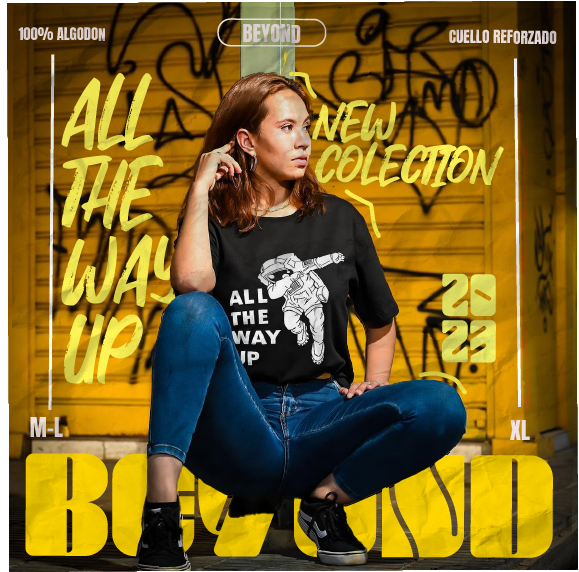 100% ALGODON
BEYOND
CUELLO REFORZADO
ALL
THE
WAY
UP
NEW
COLECTION
ALL
THE
WAY
UP
20
23
M-L
XL
BEYOND